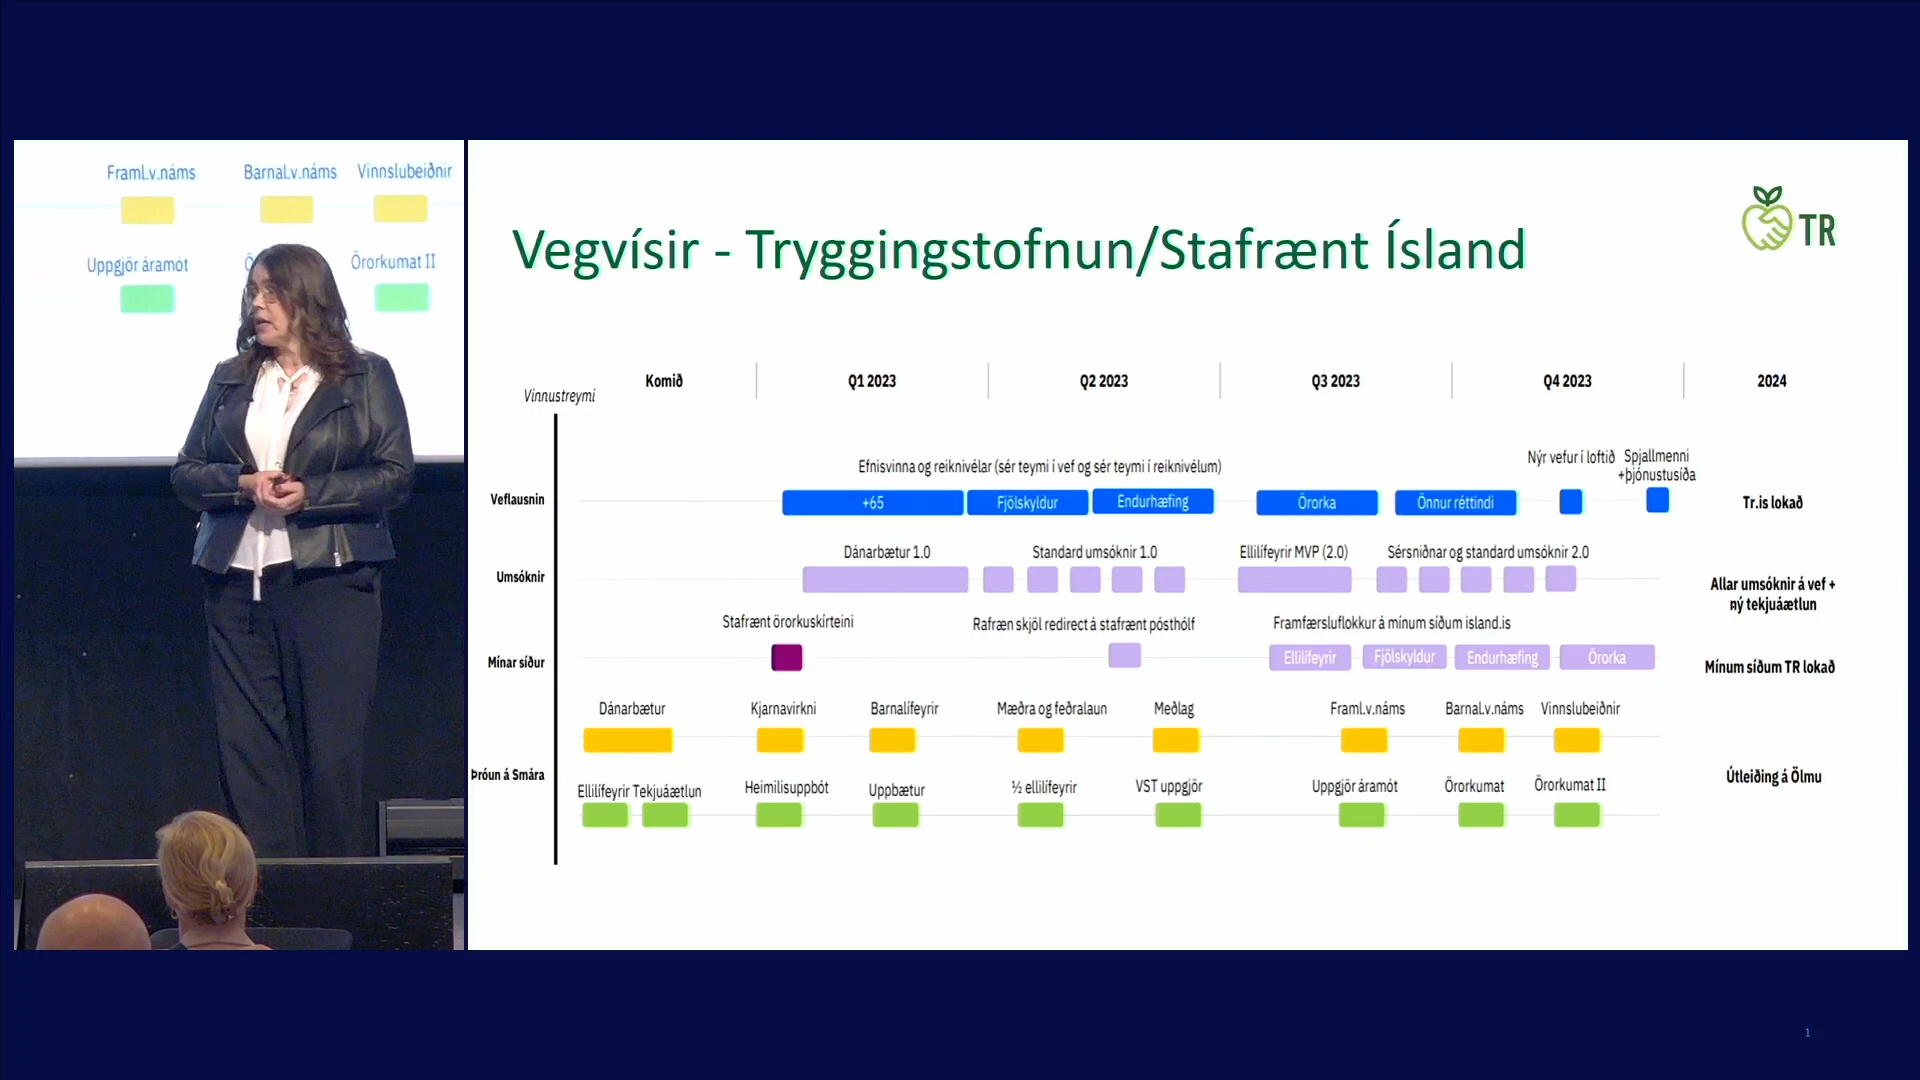 Framl.v.náms Barnal.v.náms Vinnslubeiðnir
Uppgjör áramót Ö Örorkumat II
TR
Vegvísir - Tryggingstofnun/Stafrænt Ísland
Vinnustreymi Komið Q1 2023 Q2 2023 Q3 2023 Q4 2023 2024
Efnisvinna og reiknivélar (sér teymi í vef og sér teymi í reiknivélum) Nýr vefur í loftið Spjallmenni
+þjónustusíða
Veflausnin +65 Fjölskyldur Endurhæfing Örorka Önnur réttindi Tr.is lokað
Dánarbætur 1.0 Standard umsóknir 1.0 Ellilífeyrir MVP (2.0) Sérsniðnar og standard umsóknir 2.0
Umsóknir Allar umsóknir á vef +
ný tekjuáætlun
Stafrænt örorkuskírteini Rafræn skjöl redirect á stafrænt pósthólf Framfærsluflokkur á mínum síðum island.is
Mínar síður Ellilífeyrir Fjölskyldur Endurhæfing Örorka Mínum síðum TR lokað
Dánarbætur Kjarnavirkni Barnalífeyrir Mæðra og feðralaun Meðlag Framl.v.náms Barnal.v.náms Vinnslubeiðnir
Þróun á Smára Útleiðing á Ölmu
Ellilífeyrir Tekjuáætlun Heimilisuppbót Uppbætur ½ ellilífeyrir VST uppgjör Uppgjör áramót Örorkumat Örorkumat II
1